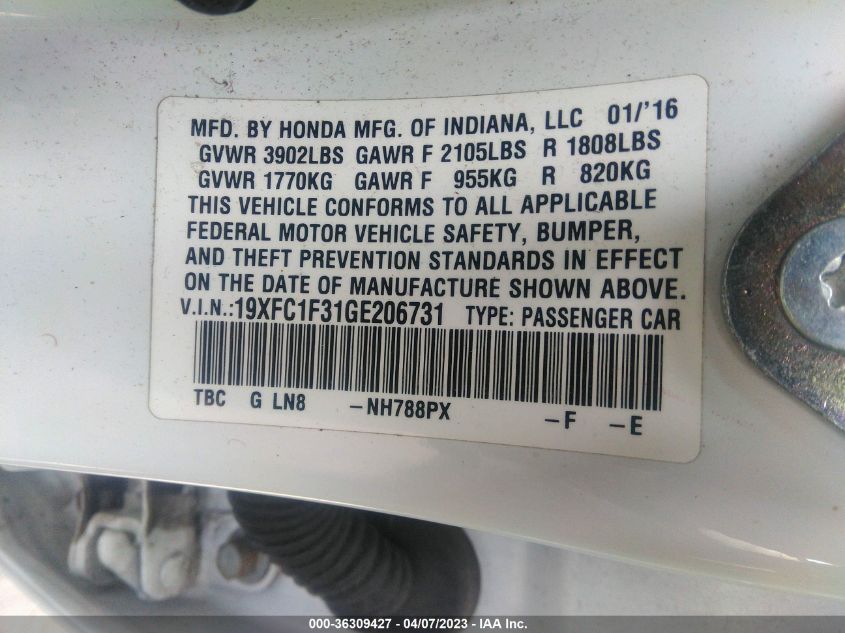 MFD. BY HONDA MFG. OF INDIANA, LLC 01/'16
GVWR 3902LBS GAWR F 2105LBS R 1808LBS
GVWR 1770KG GAWR F 955KG R 820KG
THIS VEHICLE CONFORMS TO ALL APPLICABLE
FEDERAL MOTOR VEHICLE SAFETY, BUMPER,
AND THEFT PREVENTION STANDARDS IN EFFECT
ON THE DATE OF MANUFACTURE SHOWN ABOVE.
V.I.N.:19XFC1F31GE206731 TYPE: PASSENGER CAR
TBC G LN8 -NH788PX -F -E
000-36309427 - 04/07/2023 - IAA Inc.